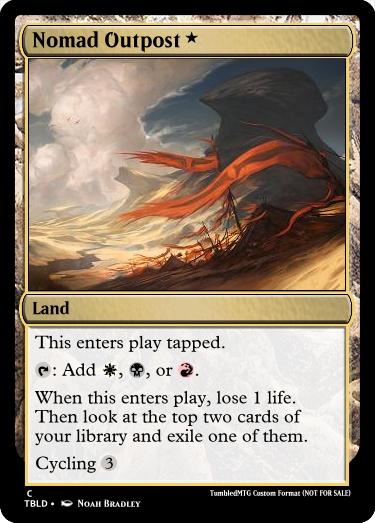 Nomad Outpost ★
Land
This enters play tapped.
: Add , , or .
When this enters play, lose 1 life.
Then look at the top two cards of
your library and exile one of them.
Cycling 3
C
TBLD • Noah Bradley
TumbledMTG Custom Format (NOT FOR SALE)